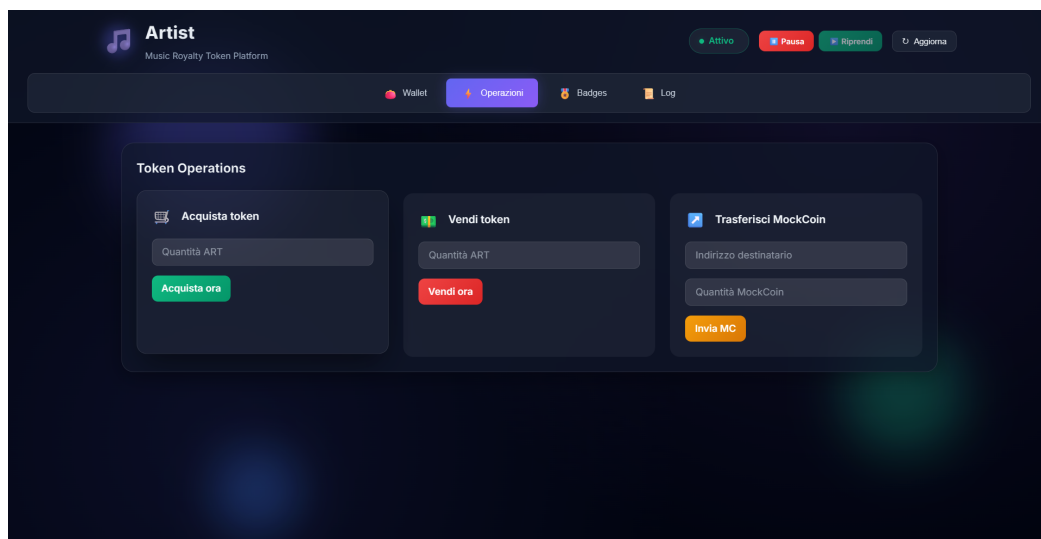 Artist
Music Royalty Token Platform
Attivo
Pausa
Riprendi
↻ Aggiorna
Wallet
Operazioni
Badges
Log
Token Operations
Acquista token
Quantità ART
Acquista ora
Vendi token
Quantità ART
Vendi ora
Trasferisci MockCoin
Indirizzo destinatario
Quantità MockCoin
Invia MC